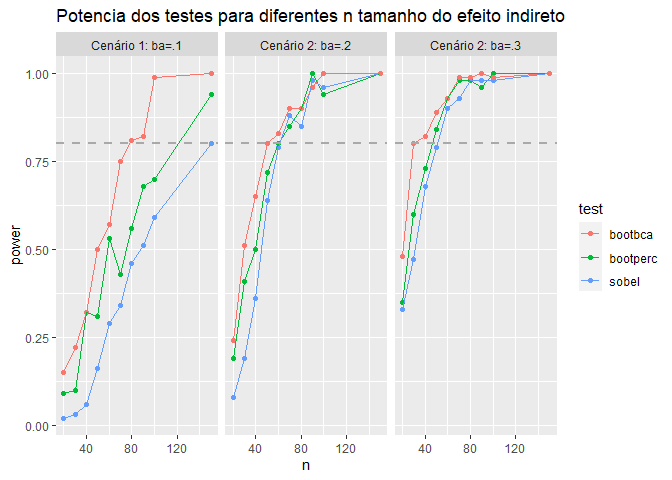 Potencia dos testes para diferentes n tamanho do efeito indireto
Cenário 1: ba=.1
Cenário 2: ba=.2
Cenário 2: ba=.3
1.00
0.75
0.50
0.25
0.00
power
40
80
120
40
80
120
40
80
120
n
test
bootbca
bootperc
sobel